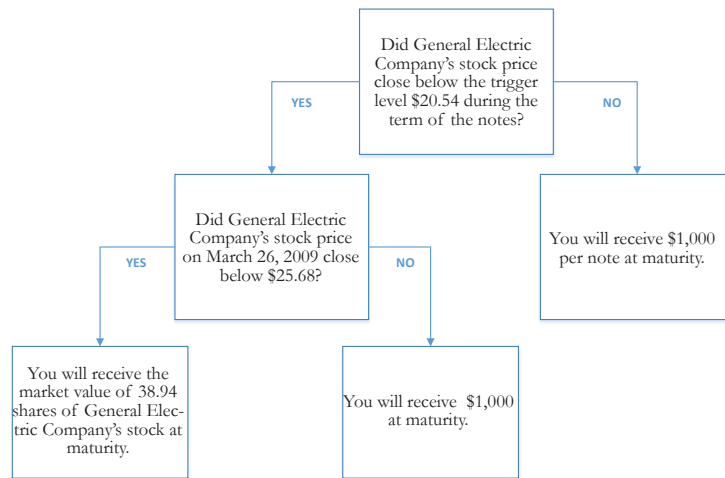 Did General Electric
Company's stock price
close below the trigger
level $20.54 during the
term of the notes?
YES
NO
Did General Electric
Company's stock price
on March 26, 2009 close
below $25.68?
You will receive $1,000
per note at maturity.
YES
NO
You will receive the
market value of 38.94
shares of General Elec-
tric Company's stock at
maturity.
You will receive $1,000
at maturity.